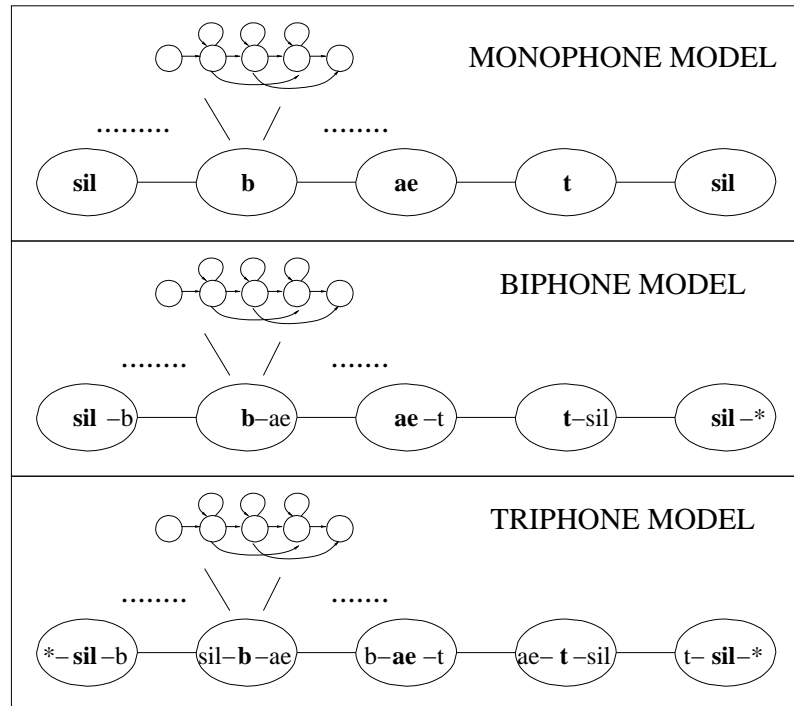 MONOPHONE MODEL
......... ........
sil b ae t sil
BIPHONE MODEL
........ .......
sil –b b–ae ae –t t–sil sil –*
TRIPHONE MODEL
........ .......
*– sil –b sil–b –ae b–ae –t ae– t –sil t– sil–*